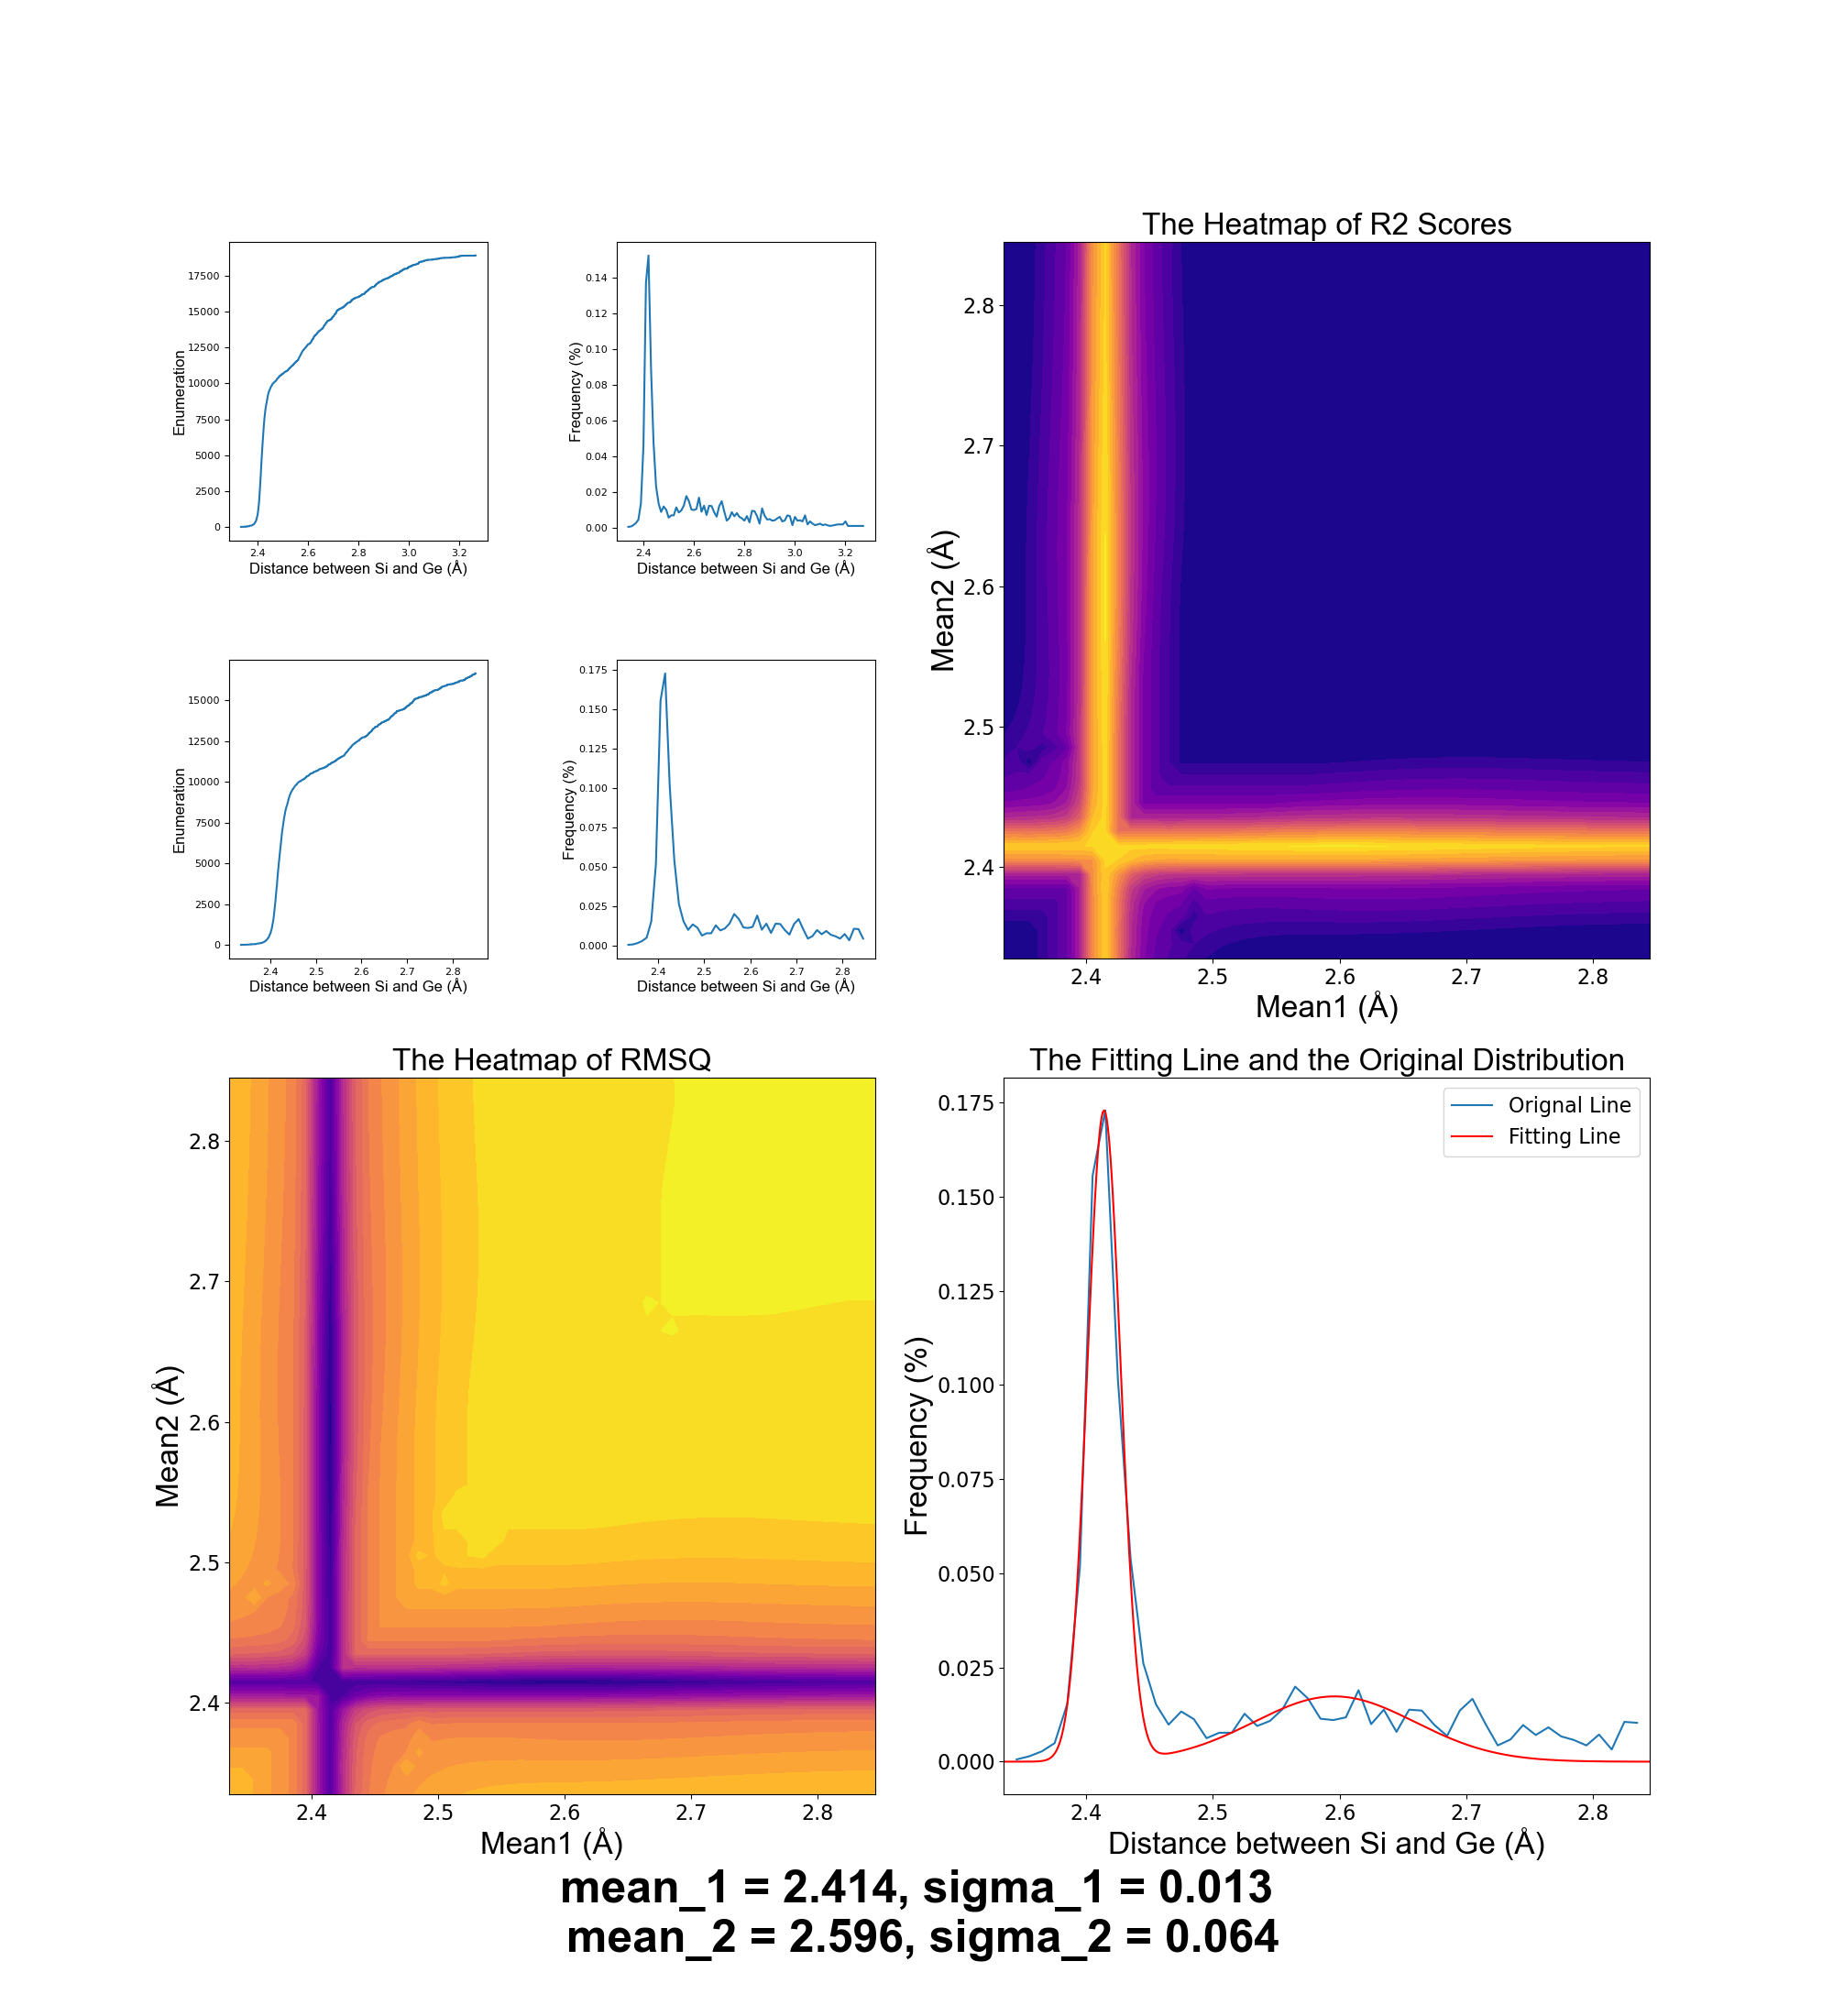 The Heatmap of R2 Scores
17500
15000
12500
10000
7500
5000
2500
0
Enumeration
2.4 2.6 2.8 3.0 3.2
Distance between Si and Ge (Å)
0.14
0.12
0.10
0.08
0.06
0.04
0.02
0.00
Frequency (%)
2.4 2.6 2.8 3.0 3.2
Distance between Si and Ge (Å)
2.8
2.7
2.6
2.5
2.4
Mean2 (Å)
2.4 2.5 2.6 2.7 2.8
Mean1 (Å)
15000
12500
10000
7500
5000
2500
0
Enumeration
2.4 2.5 2.6 2.7 2.8
Distance between Si and Ge (Å)
0.175
0.150
0.125
0.100
0.075
0.050
0.025
0.000
Frequency (%)
2.4 2.5 2.6 2.7 2.8
Distance between Si and Ge (Å)
The Heatmap of RMSQ
2.8
2.7
2.6
2.5
2.4
Mean2 (Å)
2.4 2.5 2.6 2.7 2.8
Mean1 (Å)
The Fitting Line and the Original Distribution
Orignal Line
Fitting Line
0.175
0.150
0.125
0.100
0.075
0.050
0.025
0.000
Frequency (%)
2.4 2.5 2.6 2.7 2.8
Distance between Si and Ge (Å)
mean_1 = 2.414, sigma_1 = 0.013
mean_2 = 2.596, sigma_2 = 0.064